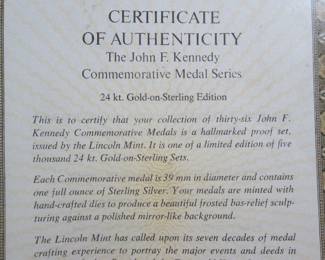 CERTIFICATE
OF AUTHENTICITY
The John F. Kennedy
Commemorative Medal Series
24 kt. Gold-on-Sterling Edition
This is to certify that your collection of thirty-six John F.
Kennedy Commemorative Medals is a hallmarked proof set,
issued by the Lincoln Mint. It is one of a limited edition of five
thousand 24 kt. Gold-on-Sterling Sets.
Each Commemorative medal is 39 mm in diameter and contains
one full ounce of Sterling Silver. Your medals are minted with
hand-crafted dies to produce a beautiful frosted bas-relief sculp-
turing against a polished mirror-like background.
The Lincoln Mint has called upon its seven decades of medal
crafting experience to portray the major events and deeds in